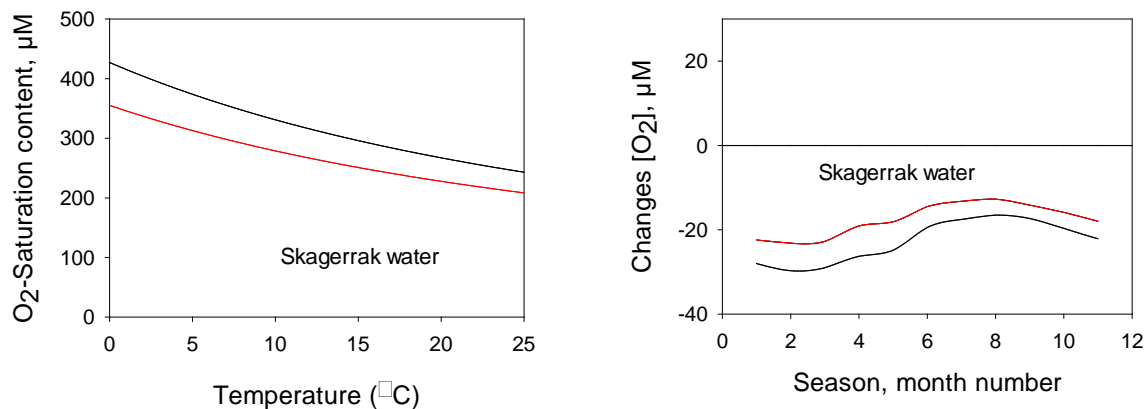 O2-Saturation content, µM
500
400
300
200
100
0
Skagerrak water
0 5 10 15 20 25
Temperature (□C)
Changes [O2], µM
20
0
-20
-40
Skagerrak water
0 2 4 6 8 10 12
Season, month number